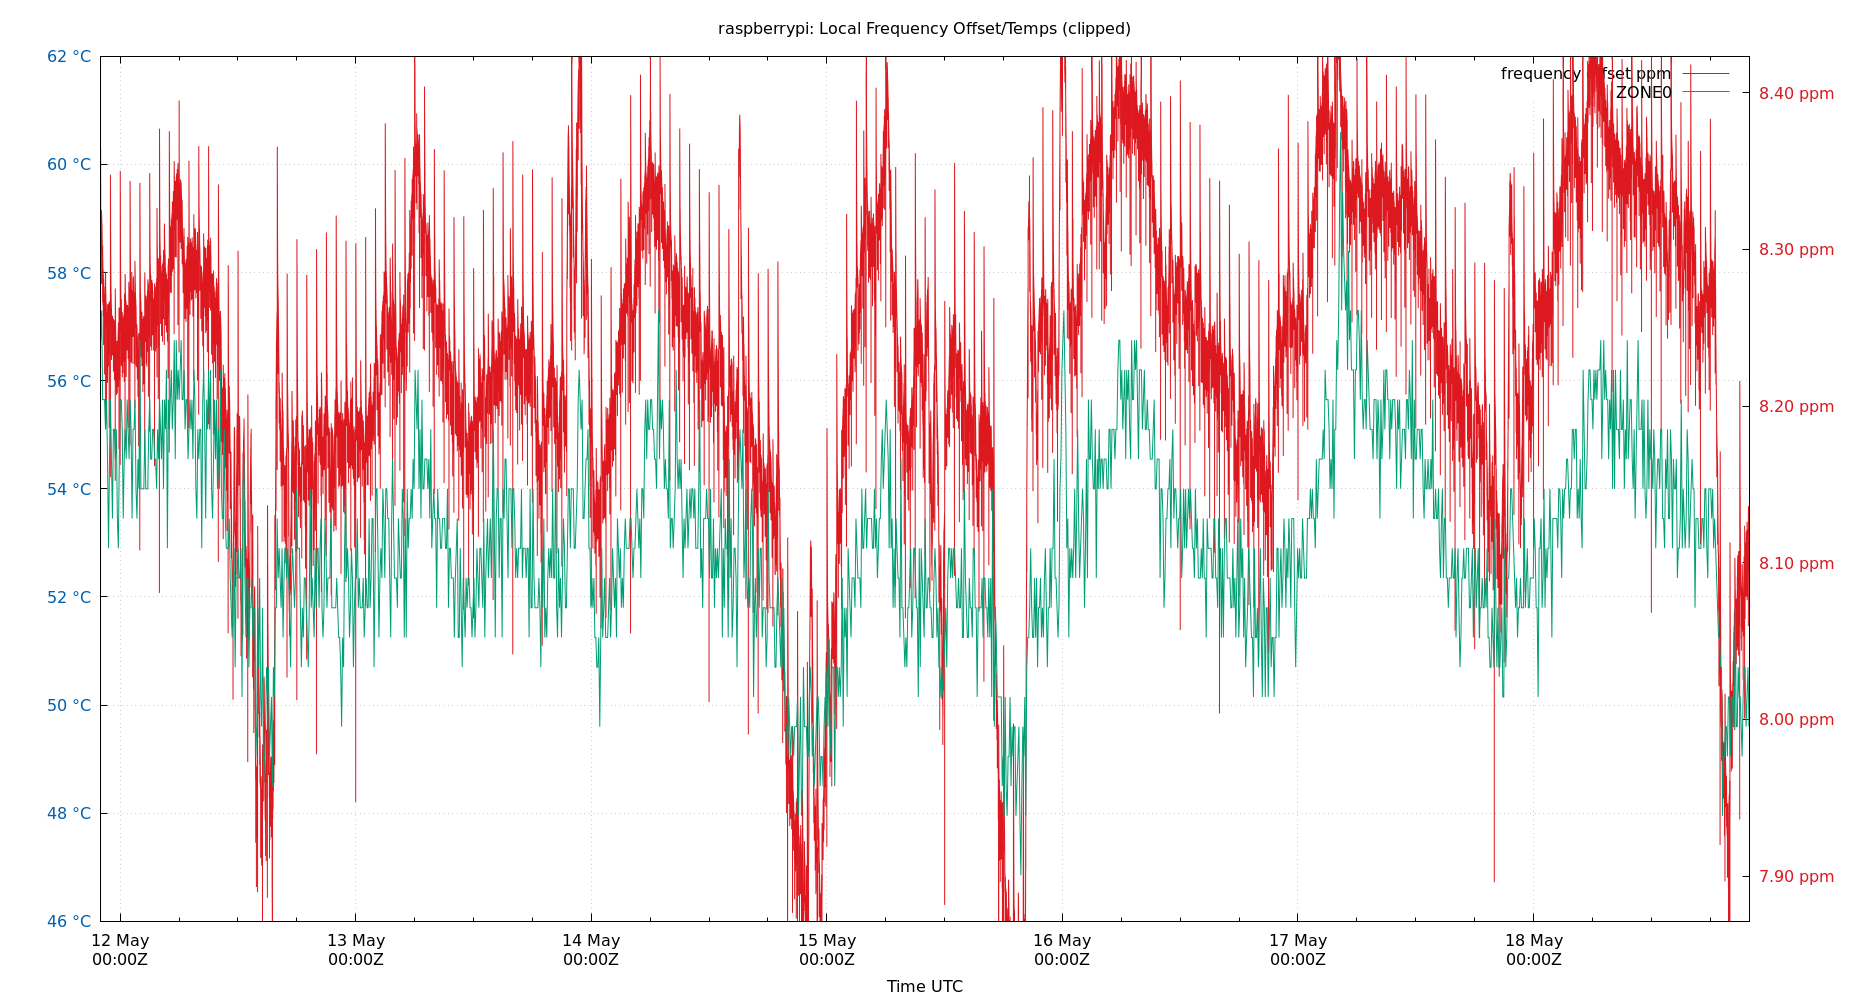 raspberrypi: Local Frequency Offset/Temps (clipped)
62 °C
60 °C
58 °C
56 °C
54 °C
52 °C
50 °C
48 °C
46 °C
frequency fset ppm
ZONE0
8.40 ppm
8.30 ppm
8.20 ppm
8.10 ppm
8.00 ppm
7.90 ppm
12 May
00:00Z
13 May
00:00Z
14 May
00:00Z
15 May
00:00Z
16 May
00:00Z
17 May
00:00Z
18 May
00:00Z
Time UTC